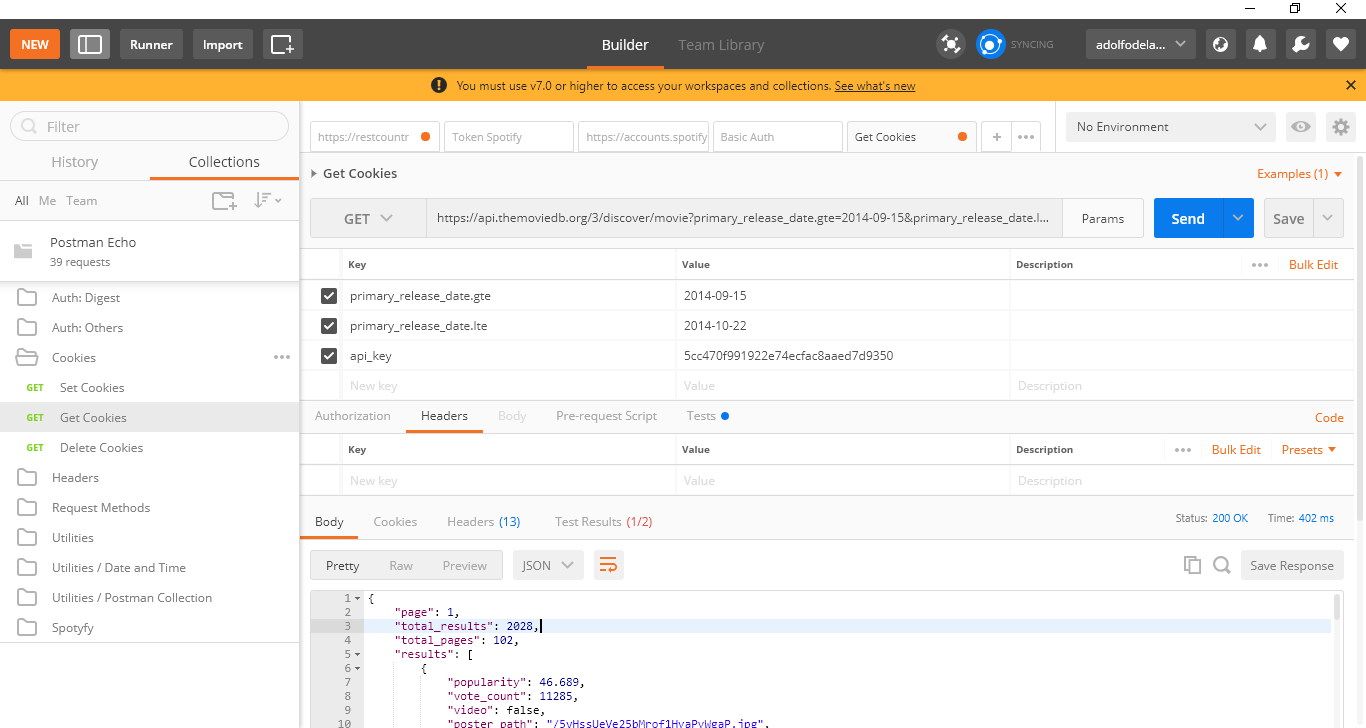 NEW Runner Import Builder Team Library SYNCING adolfodela...
You must use v7.0 or higher to access your workspaces and collections. See what's new
Filter
History Collections
All Me Team
Postman Echo
39 requests
Auth: Digest
Auth: Others
Cookies
GET Set Cookies
GET Get Cookies
GET Delete Cookies
Headers
Request Methods
Utilities
Utilities / Date and Time
Utilities / Postman Collection
Spotyfy
https://restcountr Token Spotify https://accounts.spotify Basic Auth Get Cookies No Environment
Get Cookies Examples (1)
GET https://api.themoviedb.org/3/discover/movie?primary_release_date.gte=2014-09-15&primary_release_date.l... Params Send Save
Key Value Description Bulk Edit
primary_release_date.gte 2014-09-15
primary_release_date.lte 2014-10-22
api_key 5cc470f991922e74ecfac8aaed7d9350
New key Value Description
Authorization Headers Body Pre-request Script Tests Code
Key Value Description Bulk Edit Presets
New key Value Description
Body Cookies Headers (13) Test Results (1/2) Status: 200 OK Time: 402 ms
Pretty Raw Preview JSON Save Response
1 {
2 "page": 1,
3 "total_results": 2028,
4 "total_pages": 102,
5 "results": [
6 {
7 "popularity": 46.689,
8 "vote_count": 11285,
9 "video": false,
10 "poster_path":